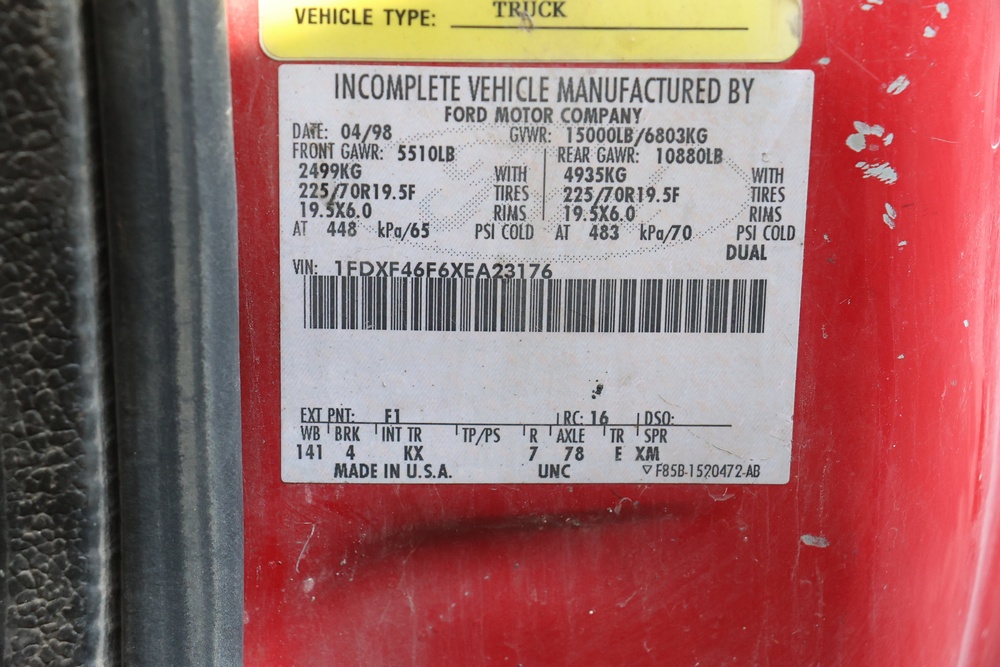 VEHICLE TYPE: TRUCK
INCOMPLETE VEHICLE MANUFACTURED BY
FORD MOTOR COMPANY
DATE: 04/98 GVWR: 15000LB/6803KG
FRONT GAWR: 5510LB REAR GAWR: 10880LB
2499KG WITH 4935KG WITH
225/70R19.5F TIRES 225/70R19.5F TIRES
19.5X6.0 RIMS 19.5X6.0 RIMS
AT 448 kPa/65 PSI COLD AT 483 kPa/70 PSI COLD
DUAL
VIN: 1FDXF46F6XEA23176
EXT PNT: F1 RC: 16 DSO:
WB BRK INT TR TP/PS R AXLE TR SPR
141 4 KX 7 78 E XM
MADE IN U.S.A. UNC ▽ F85B-1520472-AB